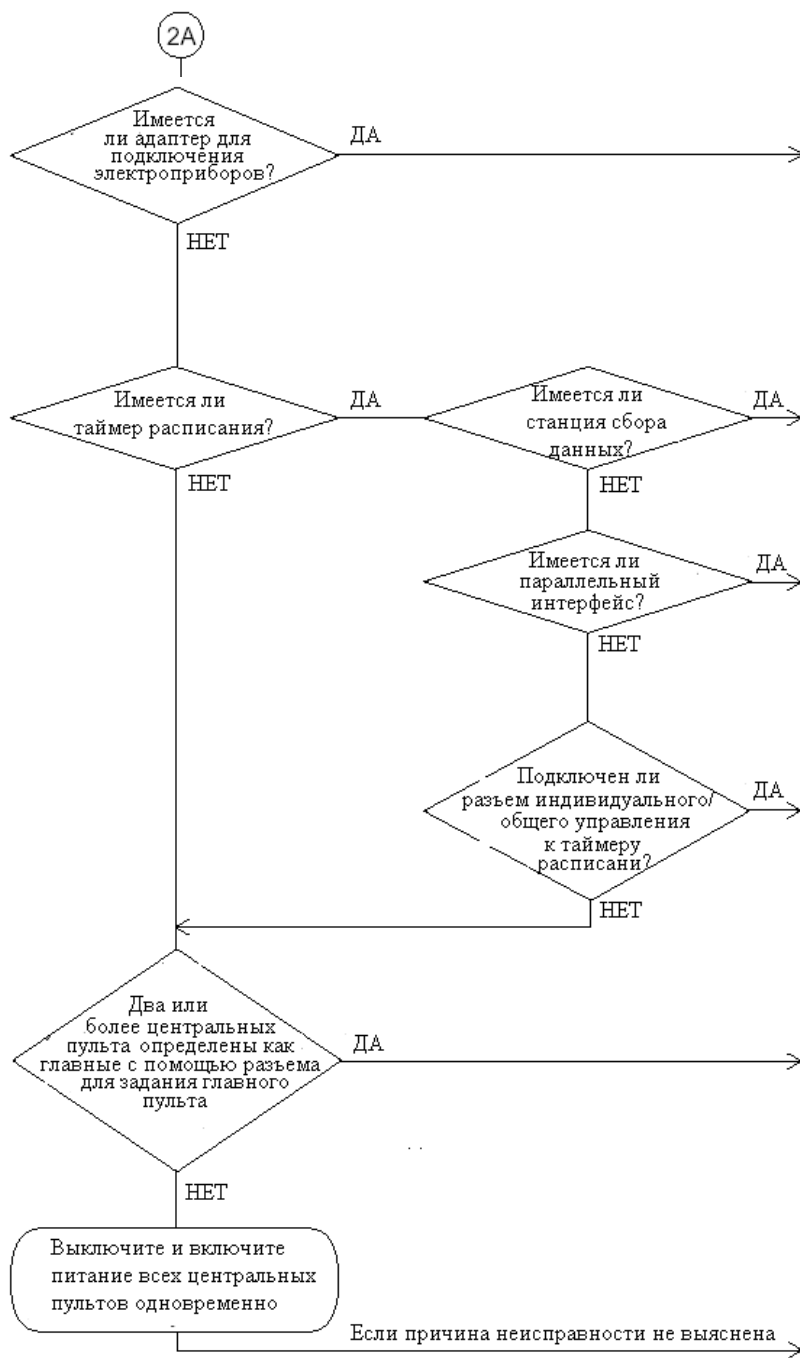 2A
Имеется
ли адаптер для
подключения
электроприборов?
ДА
НЕТ
Имеется ли
таймер расписания?
ДА
Имеется ли
станция сбора
данных?
ДА
НЕТ
НЕТ
Имеется ли
параллельный
интерфейс?
ДА
НЕТ
Подключен ли
разъем индивидуального/
общего управления
к таймеру
расписани?
ДА
НЕТ
Два или
более центральных
пульта определены как
главные с помощью разъема
для задания главного
пульта
ДА
НЕТ
Выключите и включите
питание всех центральных
пультов одновременно
Если причина неисправности не выяснена